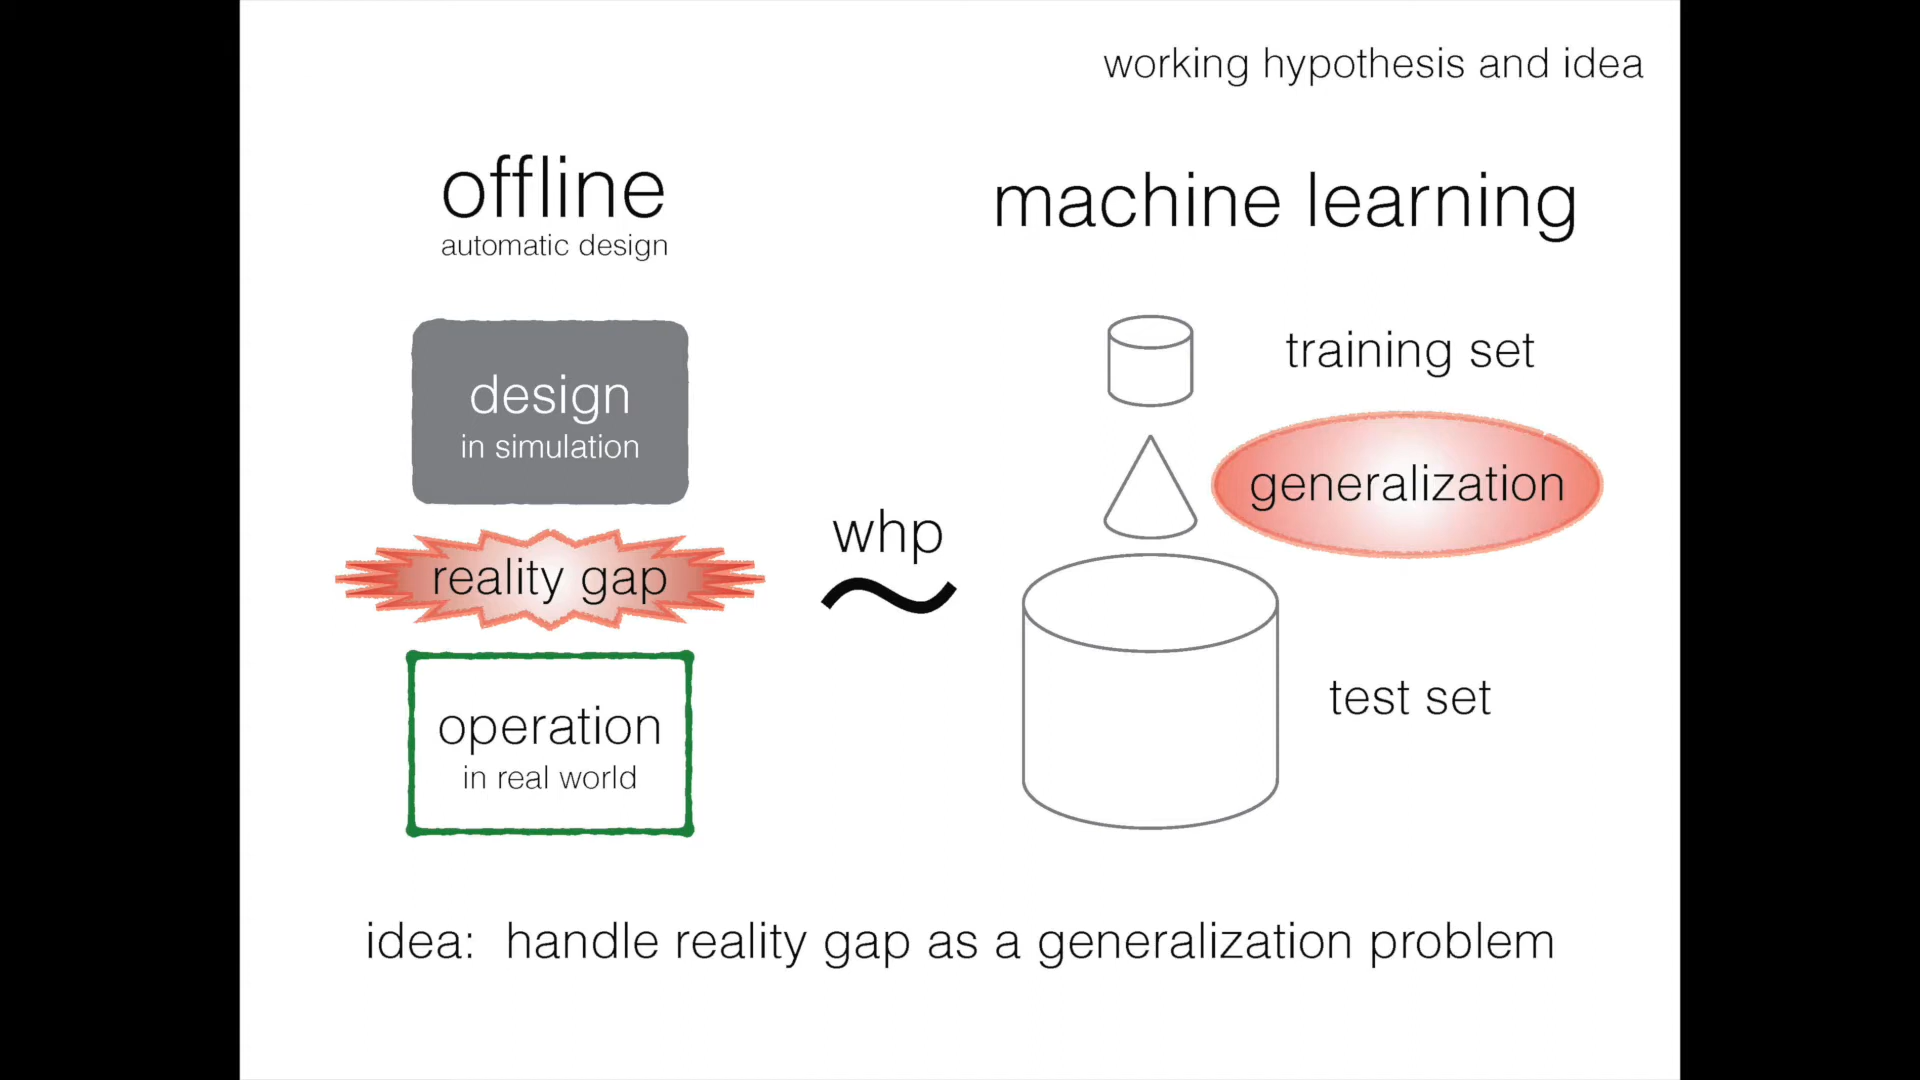 working hypothesis and idea
offline
automatic design
machine learning
design
in simulation
reality gap
operation
in real world
whp
training set
generalization
test set
idea: handle reality gap as a generalization problem